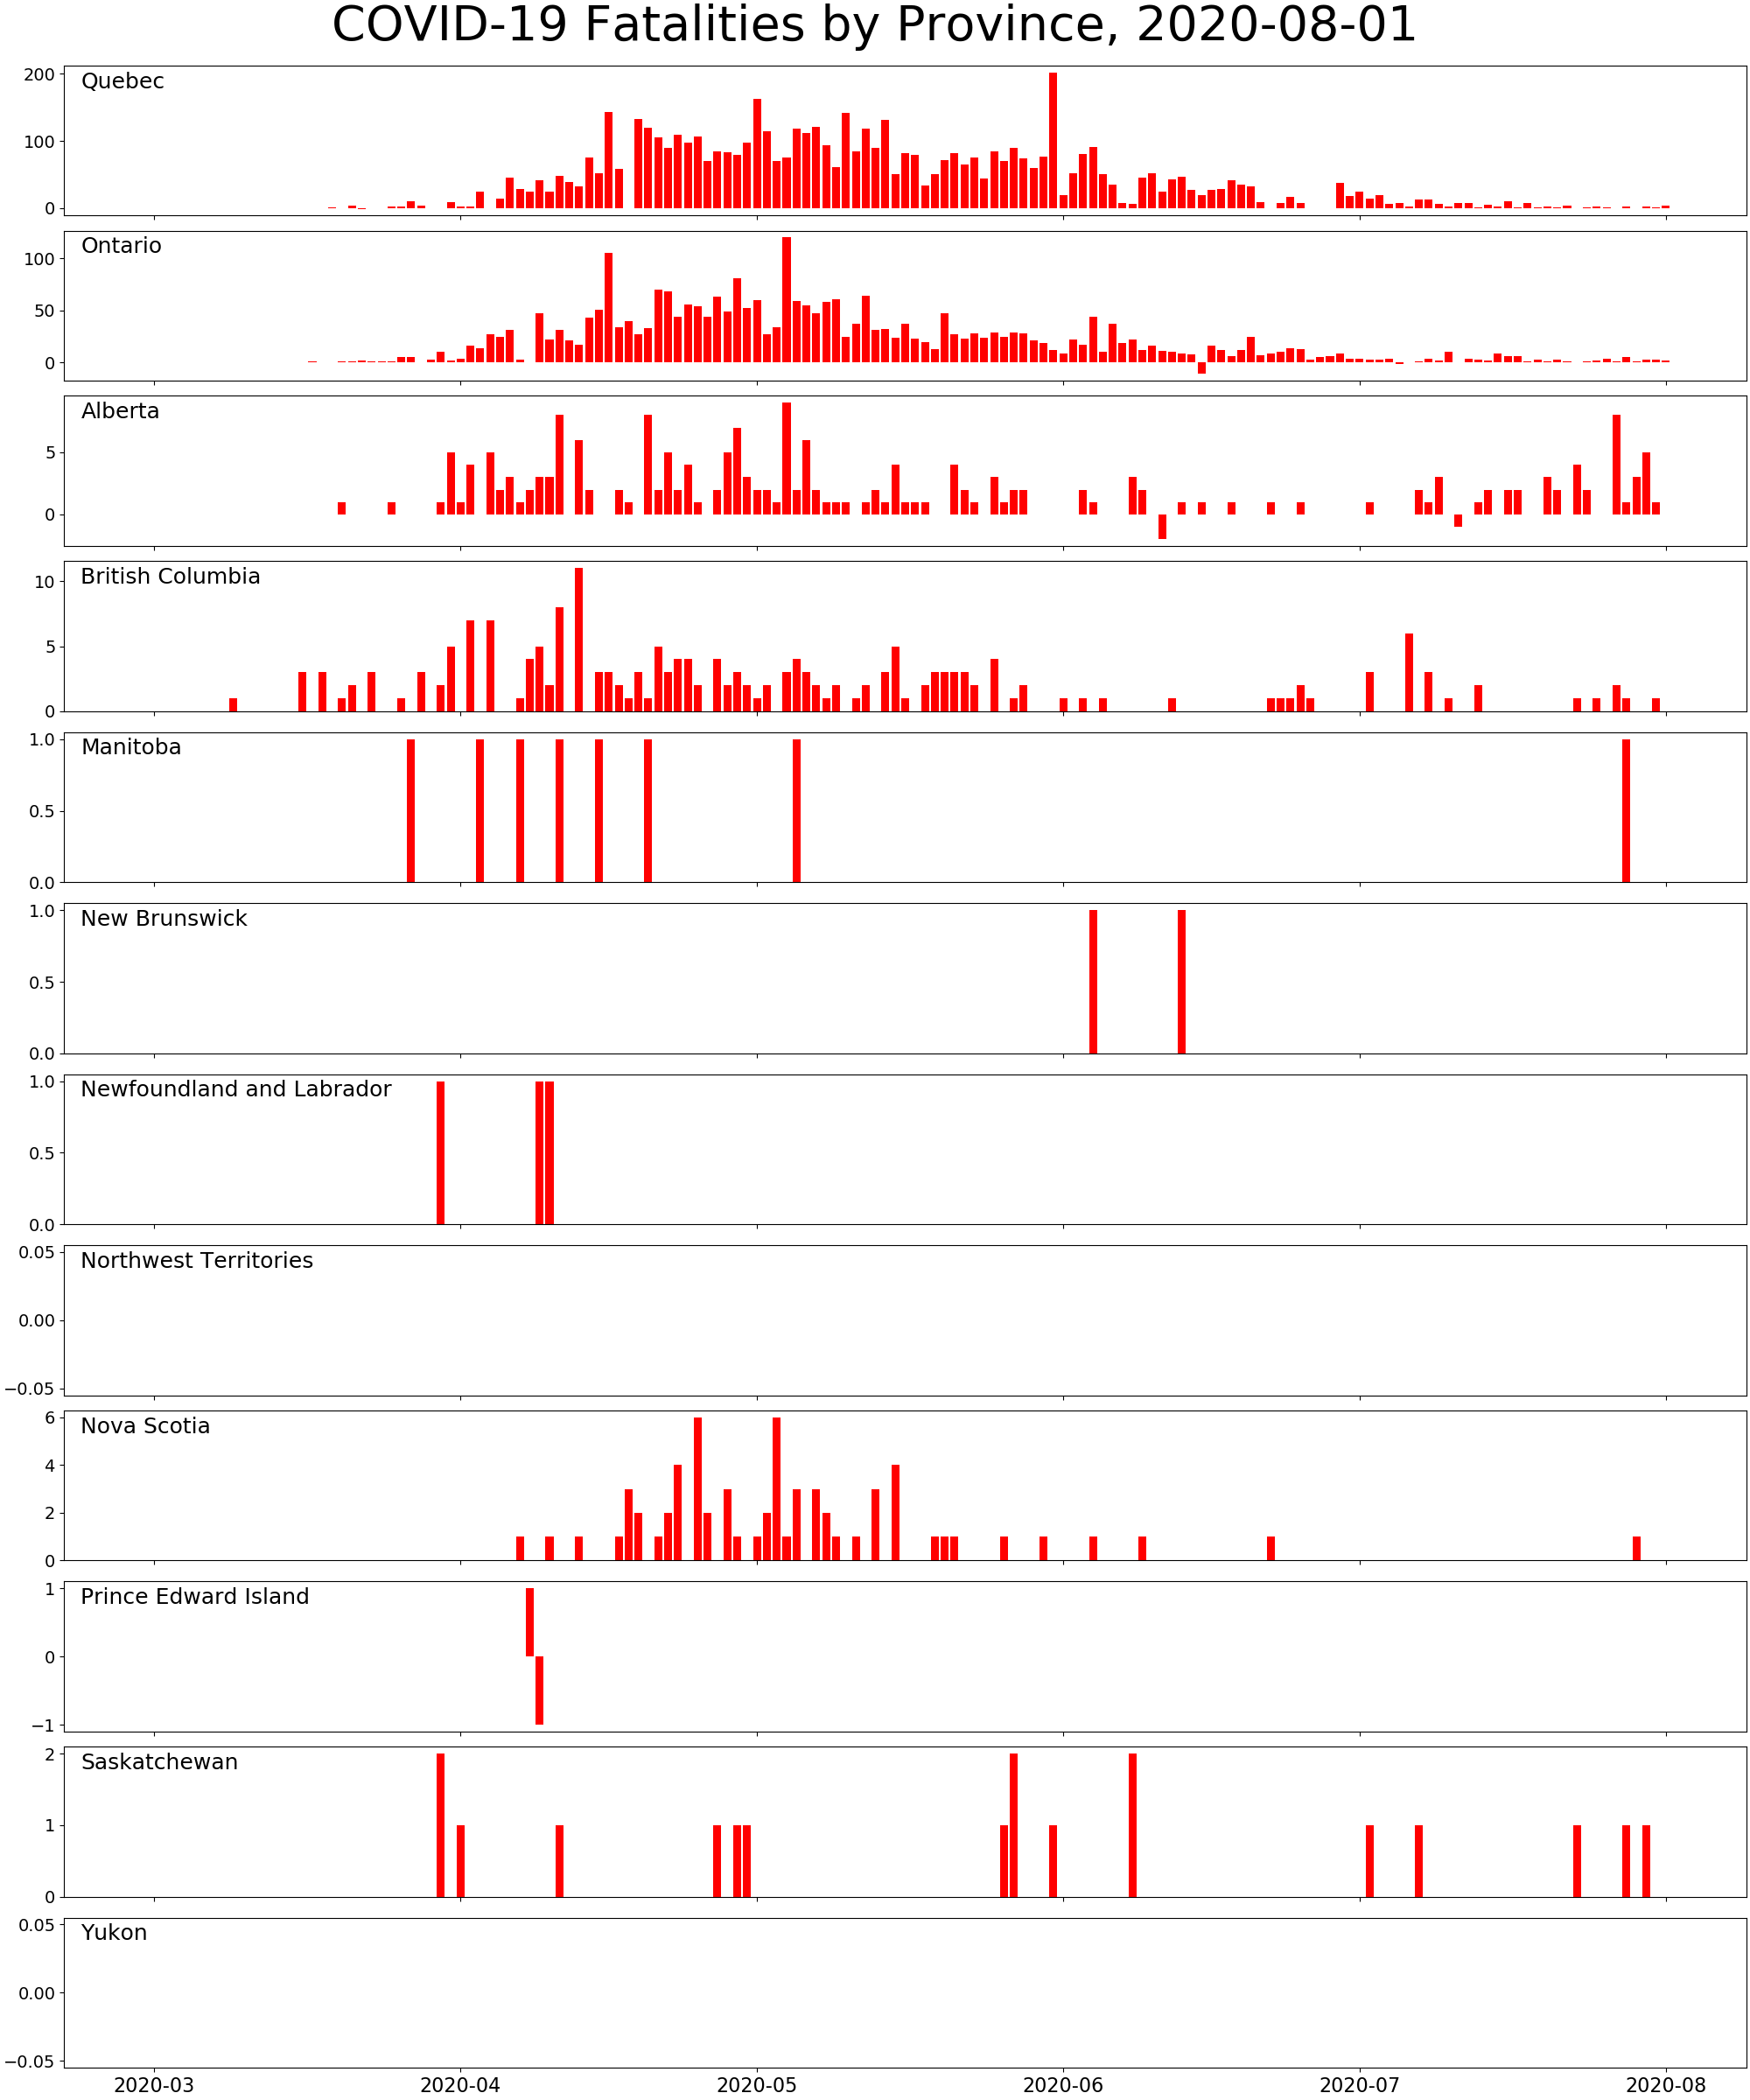 COVID-19 Fatalities by Province, 2020-08-01
Quebec
200
100
0
Ontario
100
50
0
Alberta
5
0
British Columbia
10
5
0
Manitoba
1.0
0.5
0.0
New Brunswick
1.0
0.5
0.0
Newfoundland and Labrador
1.0
0.5
0.0
Northwest Territories
0.05
0.00
−0.05
Nova Scotia
6
4
2
0
Prince Edward Island
1
0
−1
Saskatchewan
2
1
0
Yukon
0.05
0.00
−0.05
2020-03 2020-04 2020-05 2020-06 2020-07 2020-08